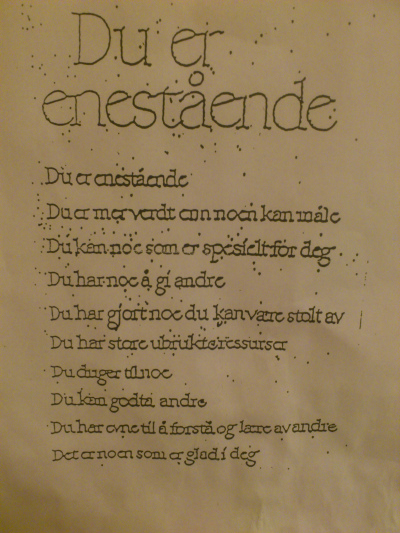 Du er
enestående
Du er enestående
Du er mer verdt enn noen kan måle
Du kan noe som er spesielt for deg.
Du har noe å gi andre
Du har gjort noe du kan være stolt av
Du har store ubrukte ressurser
Du duger til noe
Du kan godta andre
Du har evne til å forstå og lære av andre
Det er noen som er glad i deg